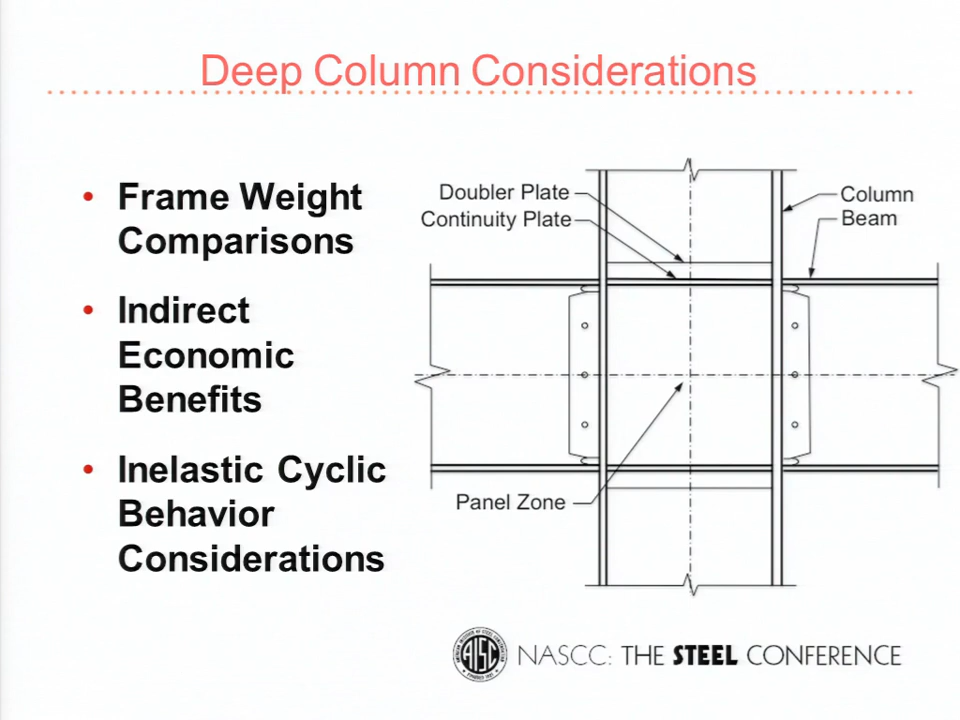 Deep Column Considerations
• Frame Weight
Comparisons
• Indirect
Economic
Benefits
• Inelastic Cyclic
Behavior
Considerations
Doubler Plate
Continuity Plate
Column
Beam
Panel Zone
AISC
NASCC: THE STEEL CONFERENCE